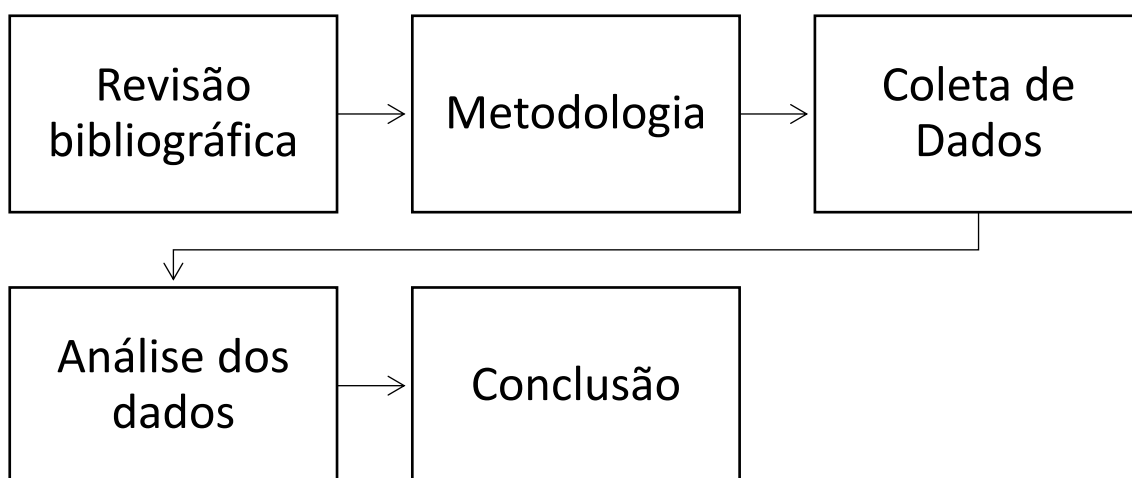 Revisão
bibliográfica
Metodologia
Coleta de
Dados
Análise dos
dados
Conclusão